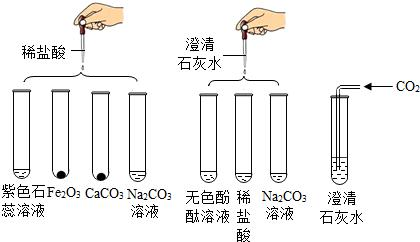 稀盐酸
澄清
石灰水
CO₂
紫色石
蕊溶液
Fe₂O₃
CaCO₃
Na₂CO₃
溶液
无色酚
酞溶液
稀
盐
酸
Na₂CO₃
溶液
澄清
石灰水